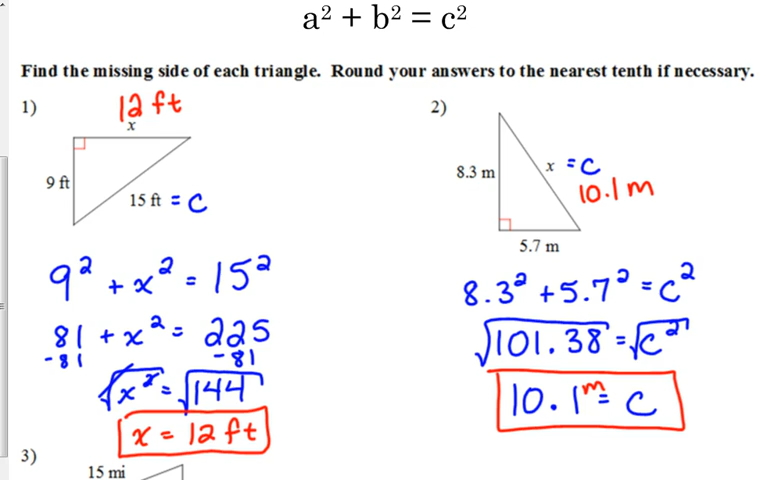 a² + b² = c²
Find the missing side of each triangle. Round your answers to the nearest tenth if necessary.
1)
12 ft
x
9 ft
15 ft = c
9² + x² = 15²
81 + x² = 225
-81 -81
√x² = √144
x = 12 ft
2)
8.3 m
x = c
10.1 m
5.7 m
8.3² + 5.7² = c²
√101.38 = √c²
10.1 m = c
3)
15 mi